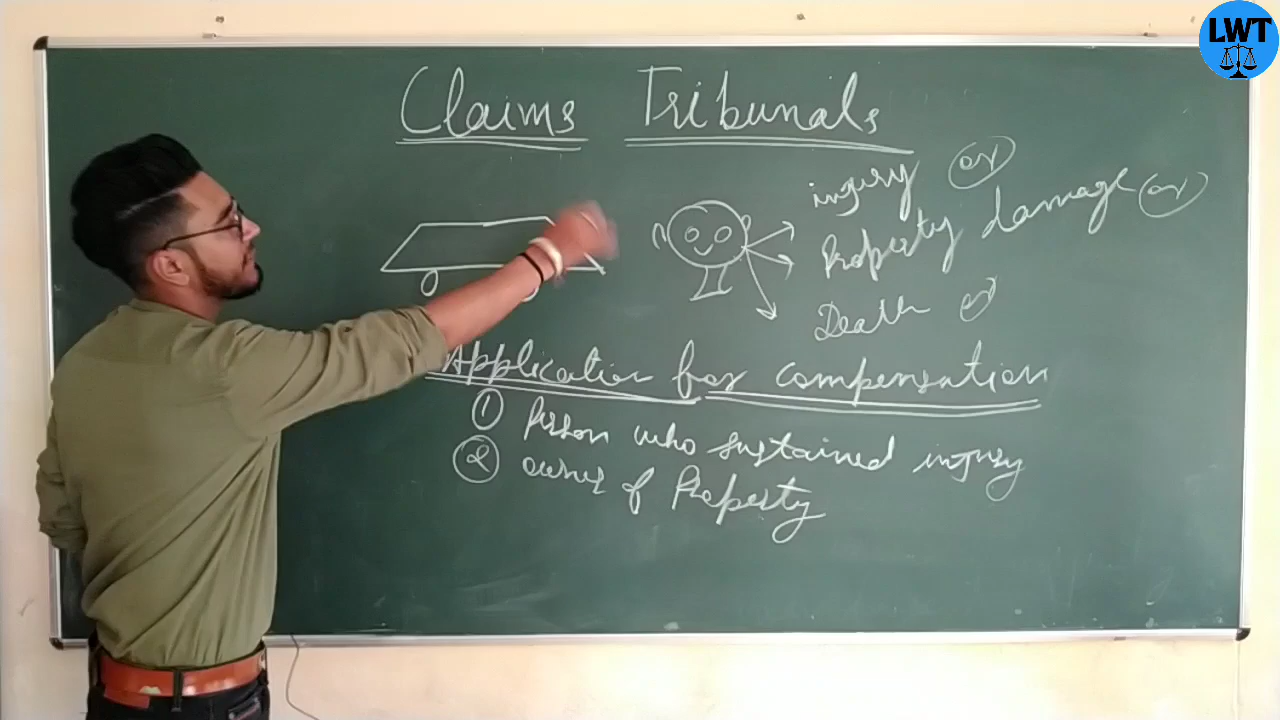 LWT
Claims Tribunals
injury or
Property damage or
Death or
Application for compensation
1 Person who sustained injury
2 owner of Property